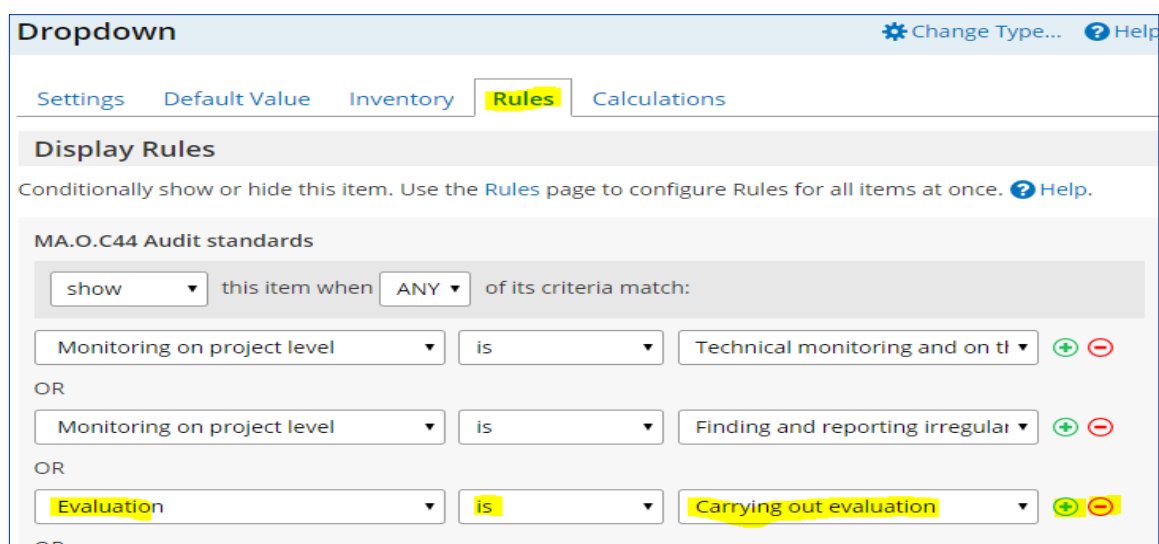 Dropdown Change Type... Help
Settings Default Value Inventory Rules Calculations
Display Rules
Conditionally show or hide this item. Use the Rules page to configure Rules for all items at once. Help.
MA.O.C44 Audit standards
show this item when ANY of its criteria match:
Monitoring on project level is Technical monitoring and on
OR
Monitoring on project level is Finding and reporting
OR
Evaluation is Carrying out evaluation
OR